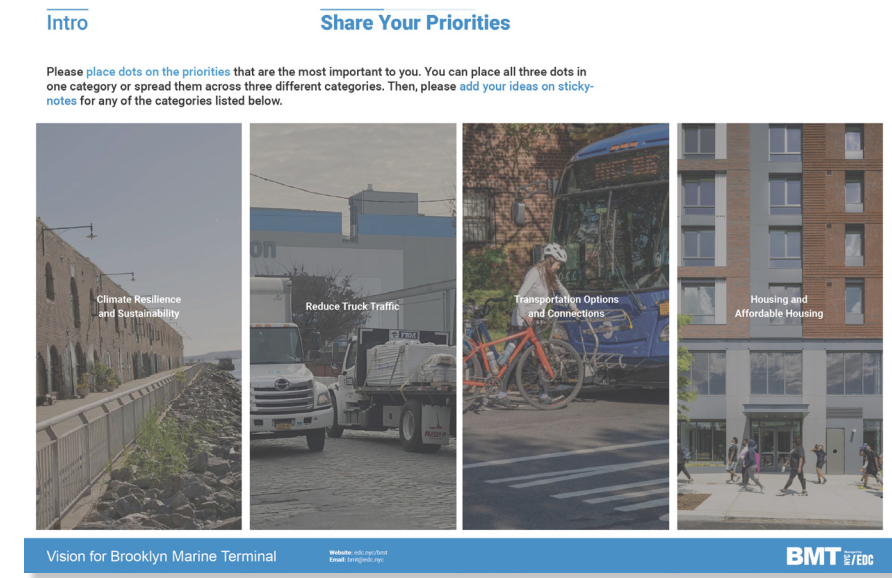 Intro
Share Your Priorities
Please place dots on the priorities that are the most important to you. You can place all three dots in
one category or spread them across three different categories. Then, please add your ideas on sticky-
notes for any of the categories listed below.
Climate Resilience
and Sustainability
Reduce Truck Traffic
Transportation Options
and Connections
Housing and
Affordable Housing
Vision for Brooklyn Marine Terminal
Website: edc.nyc/bmt
Email: bmt@edc.nyc
BMT
NYC/EDC